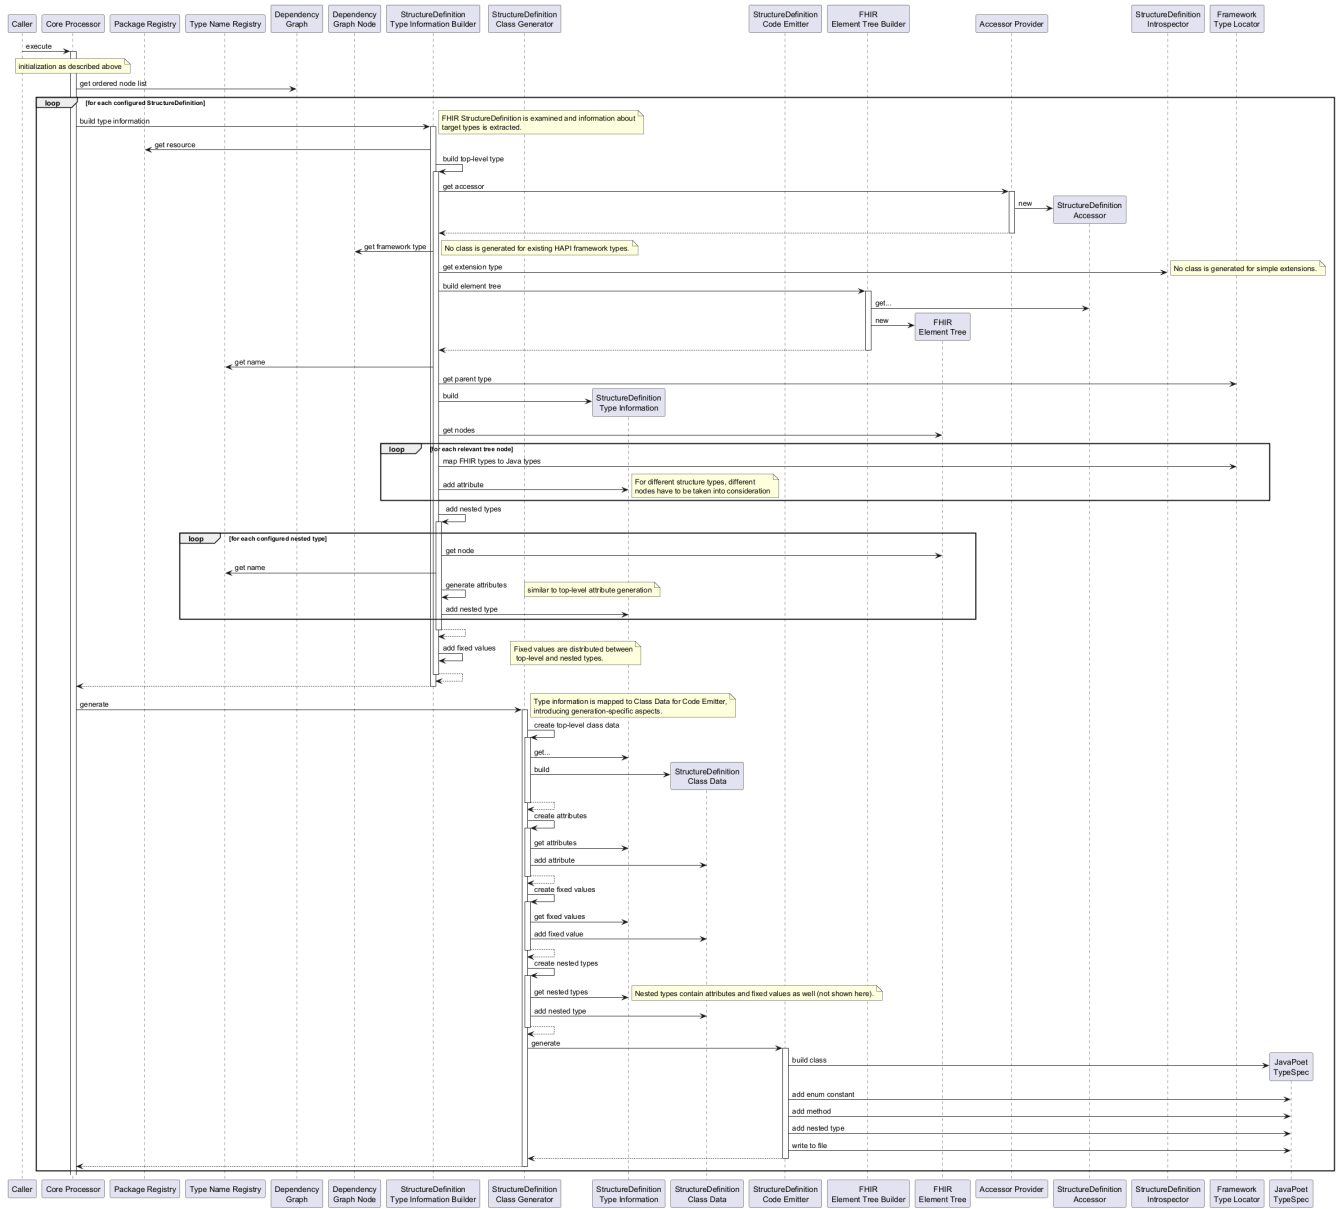 Caller
Core Processor
Package Registry
Type Name Registry
Dependency
Graph
Dependency
Graph Node
StructureDefinition
Type Information Builder
StructureDefinition
Class Generator
StructureDefinition
Code Emitter
FHIR
Element Tree Builder
Accessor Provider
StructureDefinition
Introspector
Framework
Type Locator
execute
initialization as described above
get ordered node list
loop [for each configured StructureDefinition]
build type information
FHIR StructureDefinition is examined and information about
target types is extracted.
get resource
build top-level type
get accessor
new
StructureDefinition
Accessor
get framework type
No class is generated for existing HAPI framework types.
get extension type
No class is generated for simple extensions.
build element tree
get...
new
FHIR
Element Tree
get name
get parent type
build
StructureDefinition
Type Information
get nodes
loop [for each relevant tree node]
map FHIR types to Java types
add attribute
For different structure types, different
nodes have to be taken into consideration
add nested types
loop [for each configured nested type]
get node
get name
generate attributes
similar to top-level attribute generation
add nested type
add fixed values
Fixed values are distributed between
top-level and nested types.
generate
Type information is mapped to Class Data for Code Emitter,
introducing generation-specific aspects.
create top-level class data
get...
build
StructureDefinition
Class Data
create attributes
get attributes
add attribute
create fixed values
get fixed values
add fixed value
create nested types
get nested types
Nested types contain attributes and fixed values as well (not shown here).
add nested type
generate
build class
JavaPoet
TypeSpec
add enum constant
add method
add nested type
write to file
Caller
Core Processor
Package Registry
Type Name Registry
Dependency
Graph
Dependency
Graph Node
StructureDefinition
Type Information Builder
StructureDefinition
Class Generator
StructureDefinition
Type Information
StructureDefinition
Class Data
StructureDefinition
Code Emitter
FHIR
Element Tree Builder
FHIR
Element Tree
Accessor Provider
StructureDefinition
Accessor
StructureDefinition
Introspector
Framework
Type Locator
JavaPoet
TypeSpec